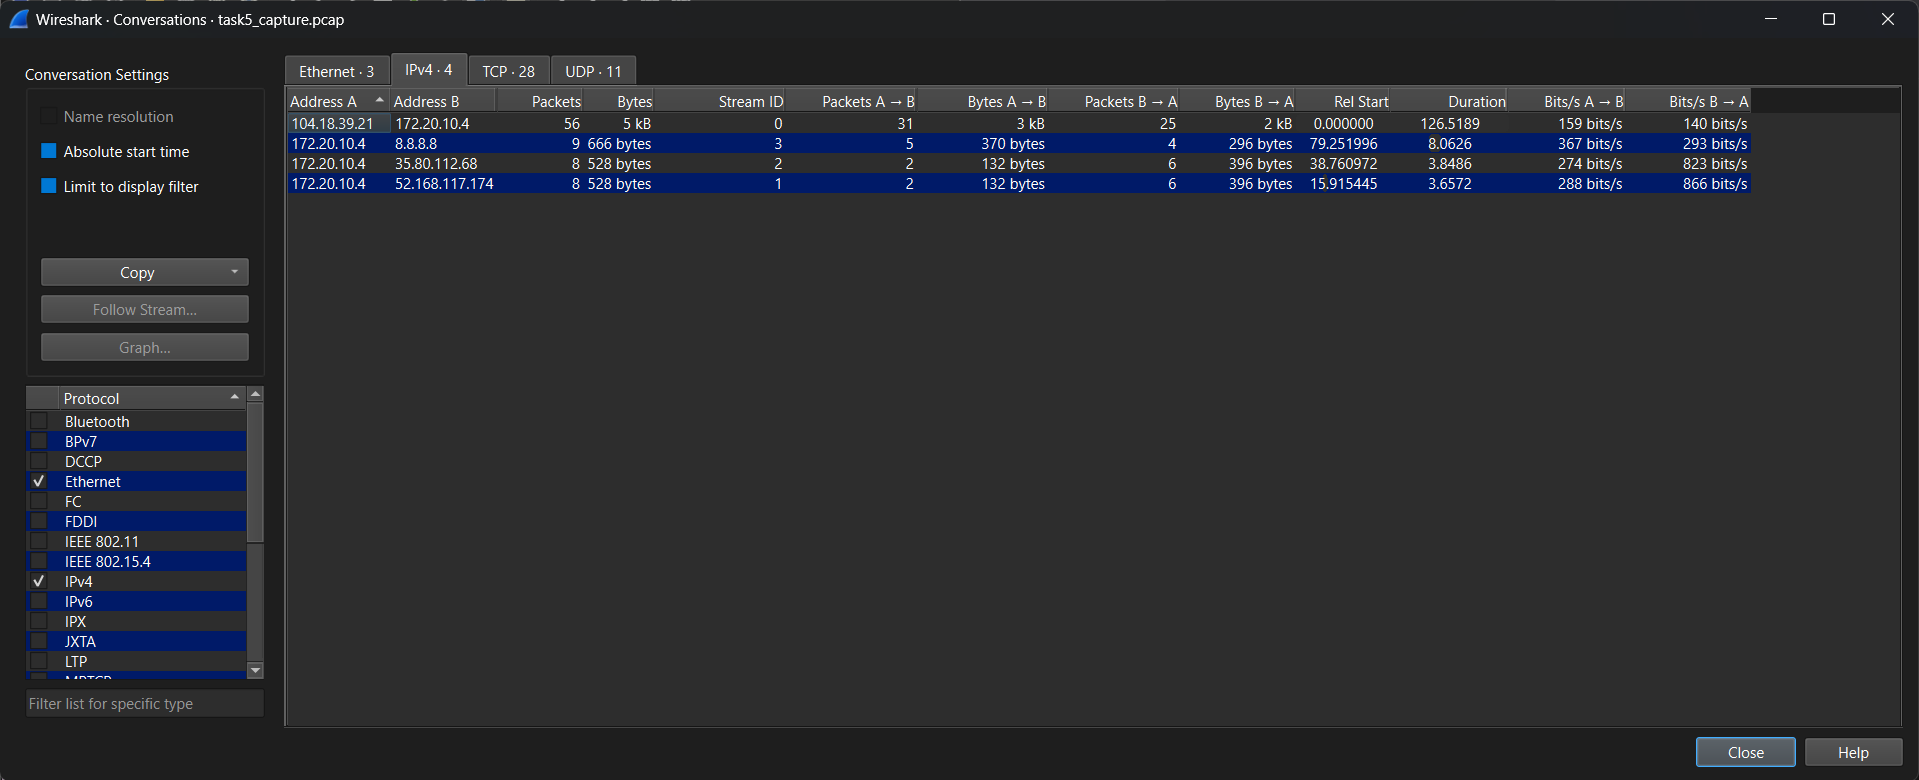 Wireshark · Conversations · task5_capture.pcap
Conversation Settings
Name resolution
Absolute start time
Limit to display filter
Copy
Follow Stream...
Graph...
Protocol
Bluetooth
BPv7
DCCP
Ethernet
FC
FDDI
IEEE 802.11
IEEE 802.15.4
IPv4
IPv6
IPX
JXTA
LTP
MPTCP
Filter list for specific type
Ethernet · 3 IPv4 · 4 TCP · 28 UDP · 11
Address A Address B Packets Bytes Stream ID Packets A → B Bytes A → B Packets B → A Bytes B → A Rel Start Duration Bits/s A → B Bits/s B → A
104.18.39.21 172.20.10.4 56 5 kB 0 31 3 kB 25 2 kB 0.000000 126.5189 159 bits/s 140 bits/s
172.20.10.4 8.8.8.8 9 666 bytes 3 5 370 bytes 4 296 bytes 79.251996 8.0626 367 bits/s 293 bits/s
172.20.10.4 35.80.112.68 8 528 bytes 2 2 132 bytes 6 396 bytes 38.760972 3.8486 274 bits/s 823 bits/s
172.20.10.4 52.168.117.174 8 528 bytes 1 2 132 bytes 6 396 bytes 15.915445 3.6572 288 bits/s 866 bits/s
Close Help